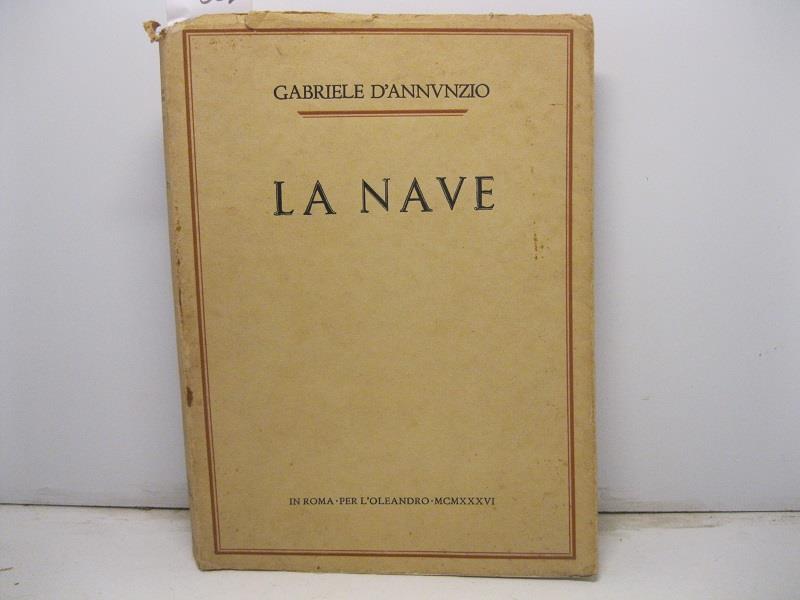 GABRIELE D'ANNVNZIO
LA NAVE
IN ROMA · PER L'OLEANDRO · MCMXXXVI